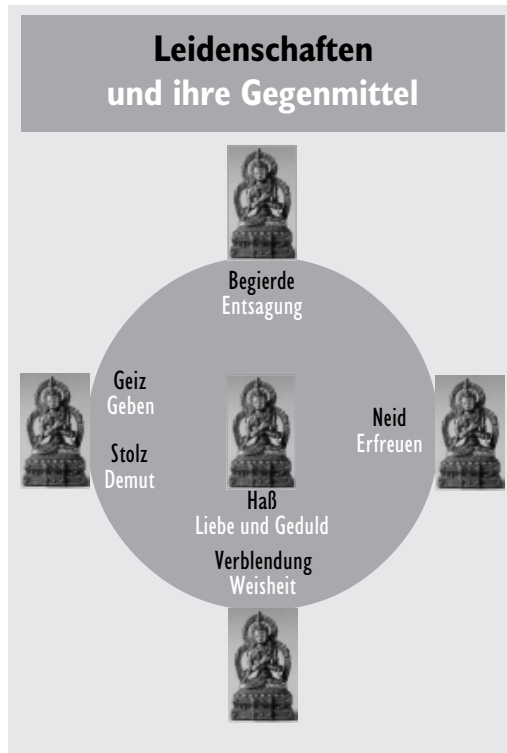 Leidenschaften
und ihre Gegenmittel
Begierde
Entsagung
Geiz
Geben
Stolz
Demut
Neid
Erfreuen
Haß
Liebe und Geduld
Verblendung
Weisheit